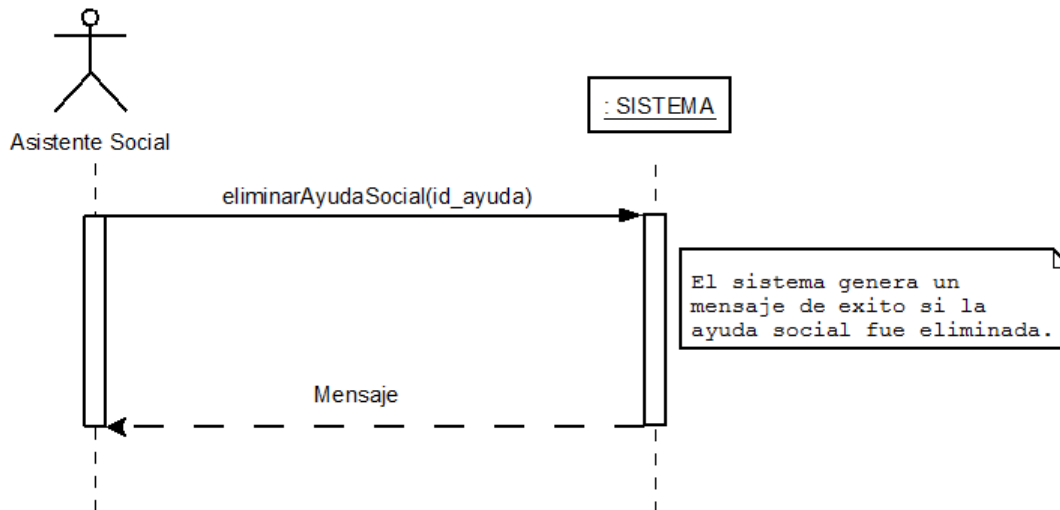 Asistente Social
: SISTEMA
eliminarAyudaSocial(id_ayuda)
El sistema genera un
mensaje de exito si la
ayuda social fue eliminada.
Mensaje